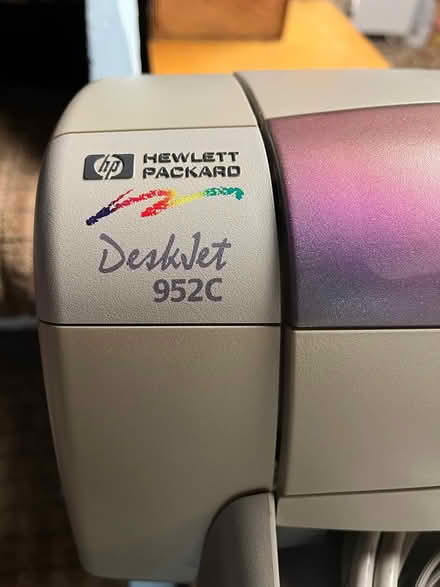 hp HEWLETT
PACKARD
DeskJet
952C